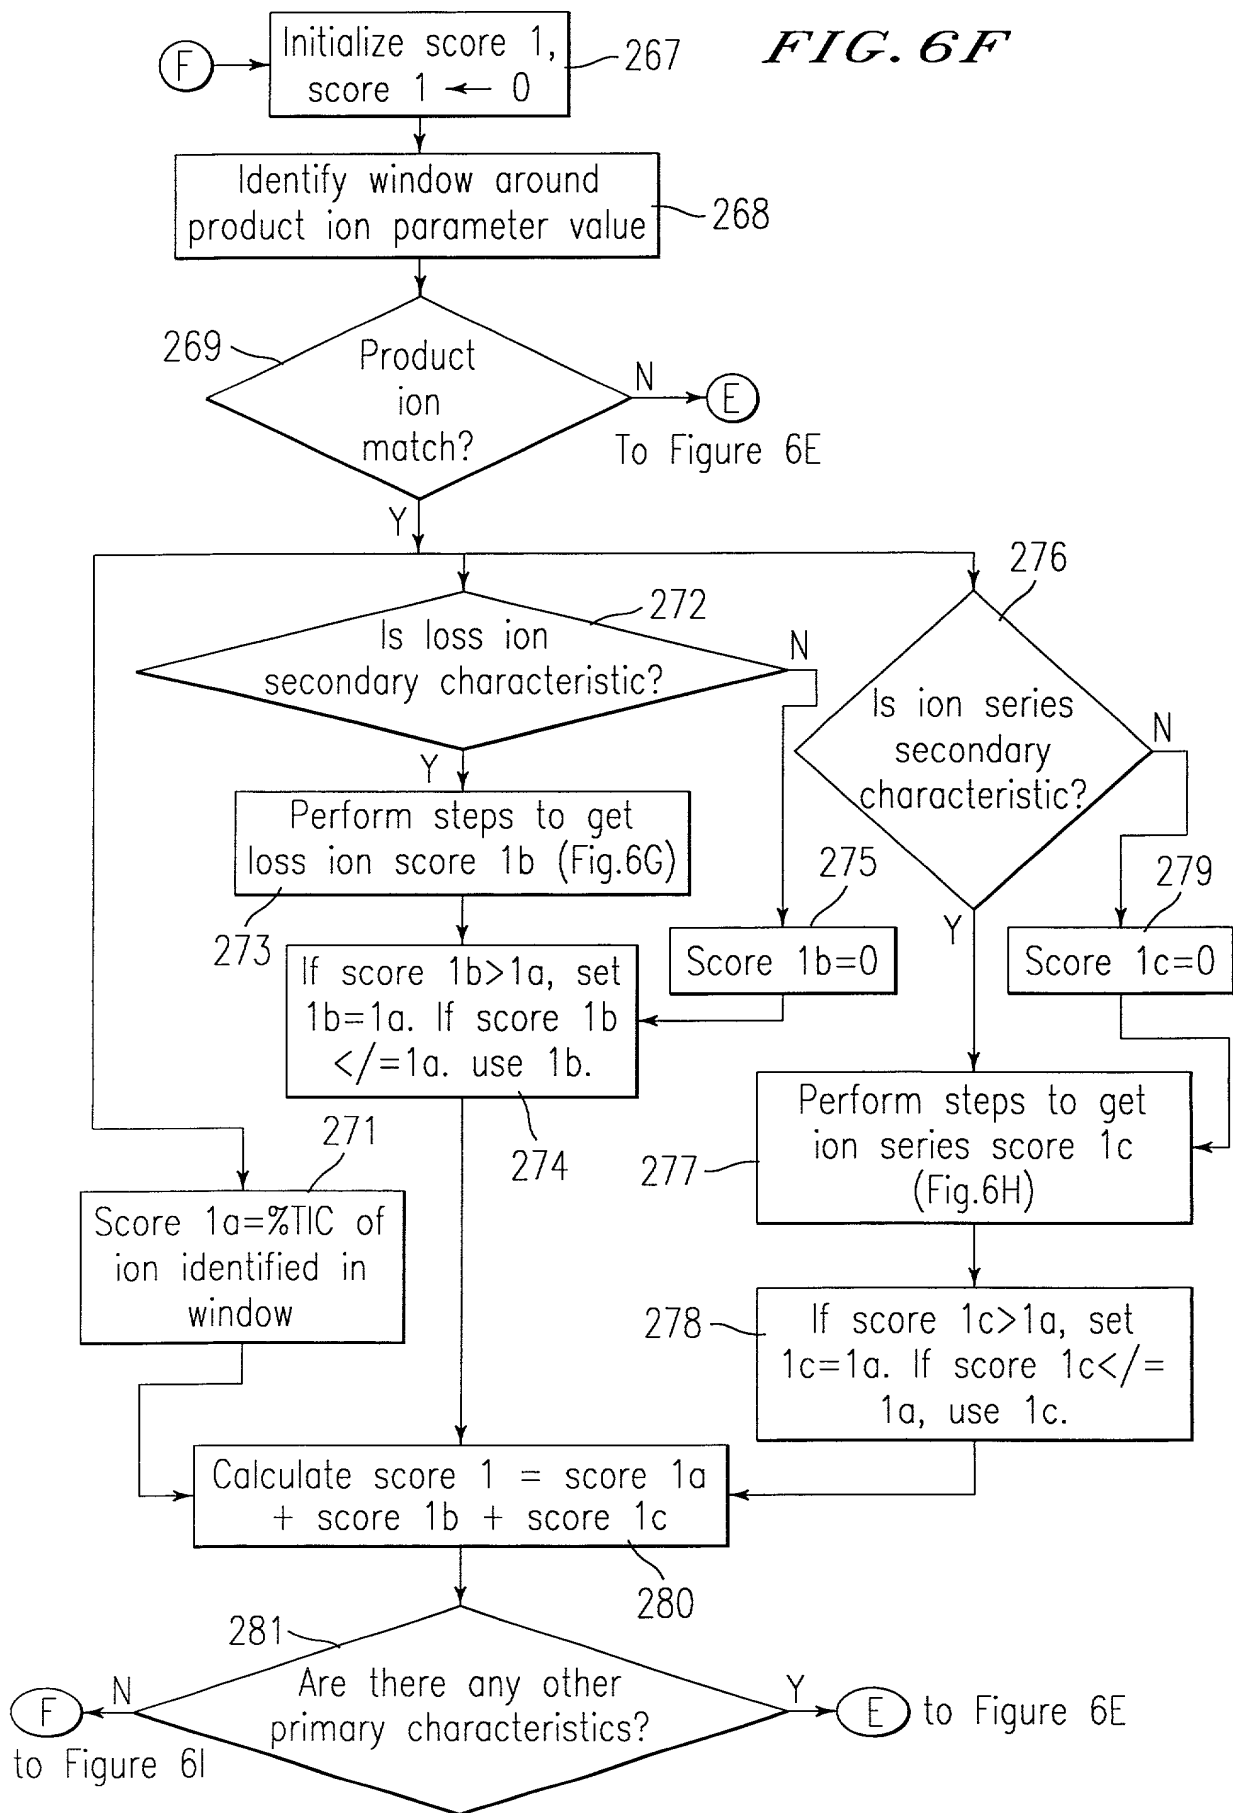 FIG. 6F
F
Initialize score 1,
score 1 ← 0
267
Identify window around
product ion parameter value
268
269
Product
ion
match?
N
E
To Figure 6E
Y
272
Is loss ion
secondary characteristic?
N
276
Is ion series
secondary
characteristic?
N
Y
Perform steps to get
loss ion score 1b (Fig.6G)
273
275
Score 1b=0
Y
279
Score 1c=0
If score 1b>1a, set
1b=1a. If score 1b
</=1a. use 1b.
274
271
Score 1a=%TIC of
ion identified in
window
Perform steps to get
ion series score 1c
(Fig.6H)
277
278
If score 1c>1a, set
1c=1a. If score 1c</=
1a, use 1c.
Calculate score 1 = score 1a
+ score 1b + score 1c
280
281
Are there any other
primary characteristics?
N
F
to Figure 6I
Y
E
to Figure 6E